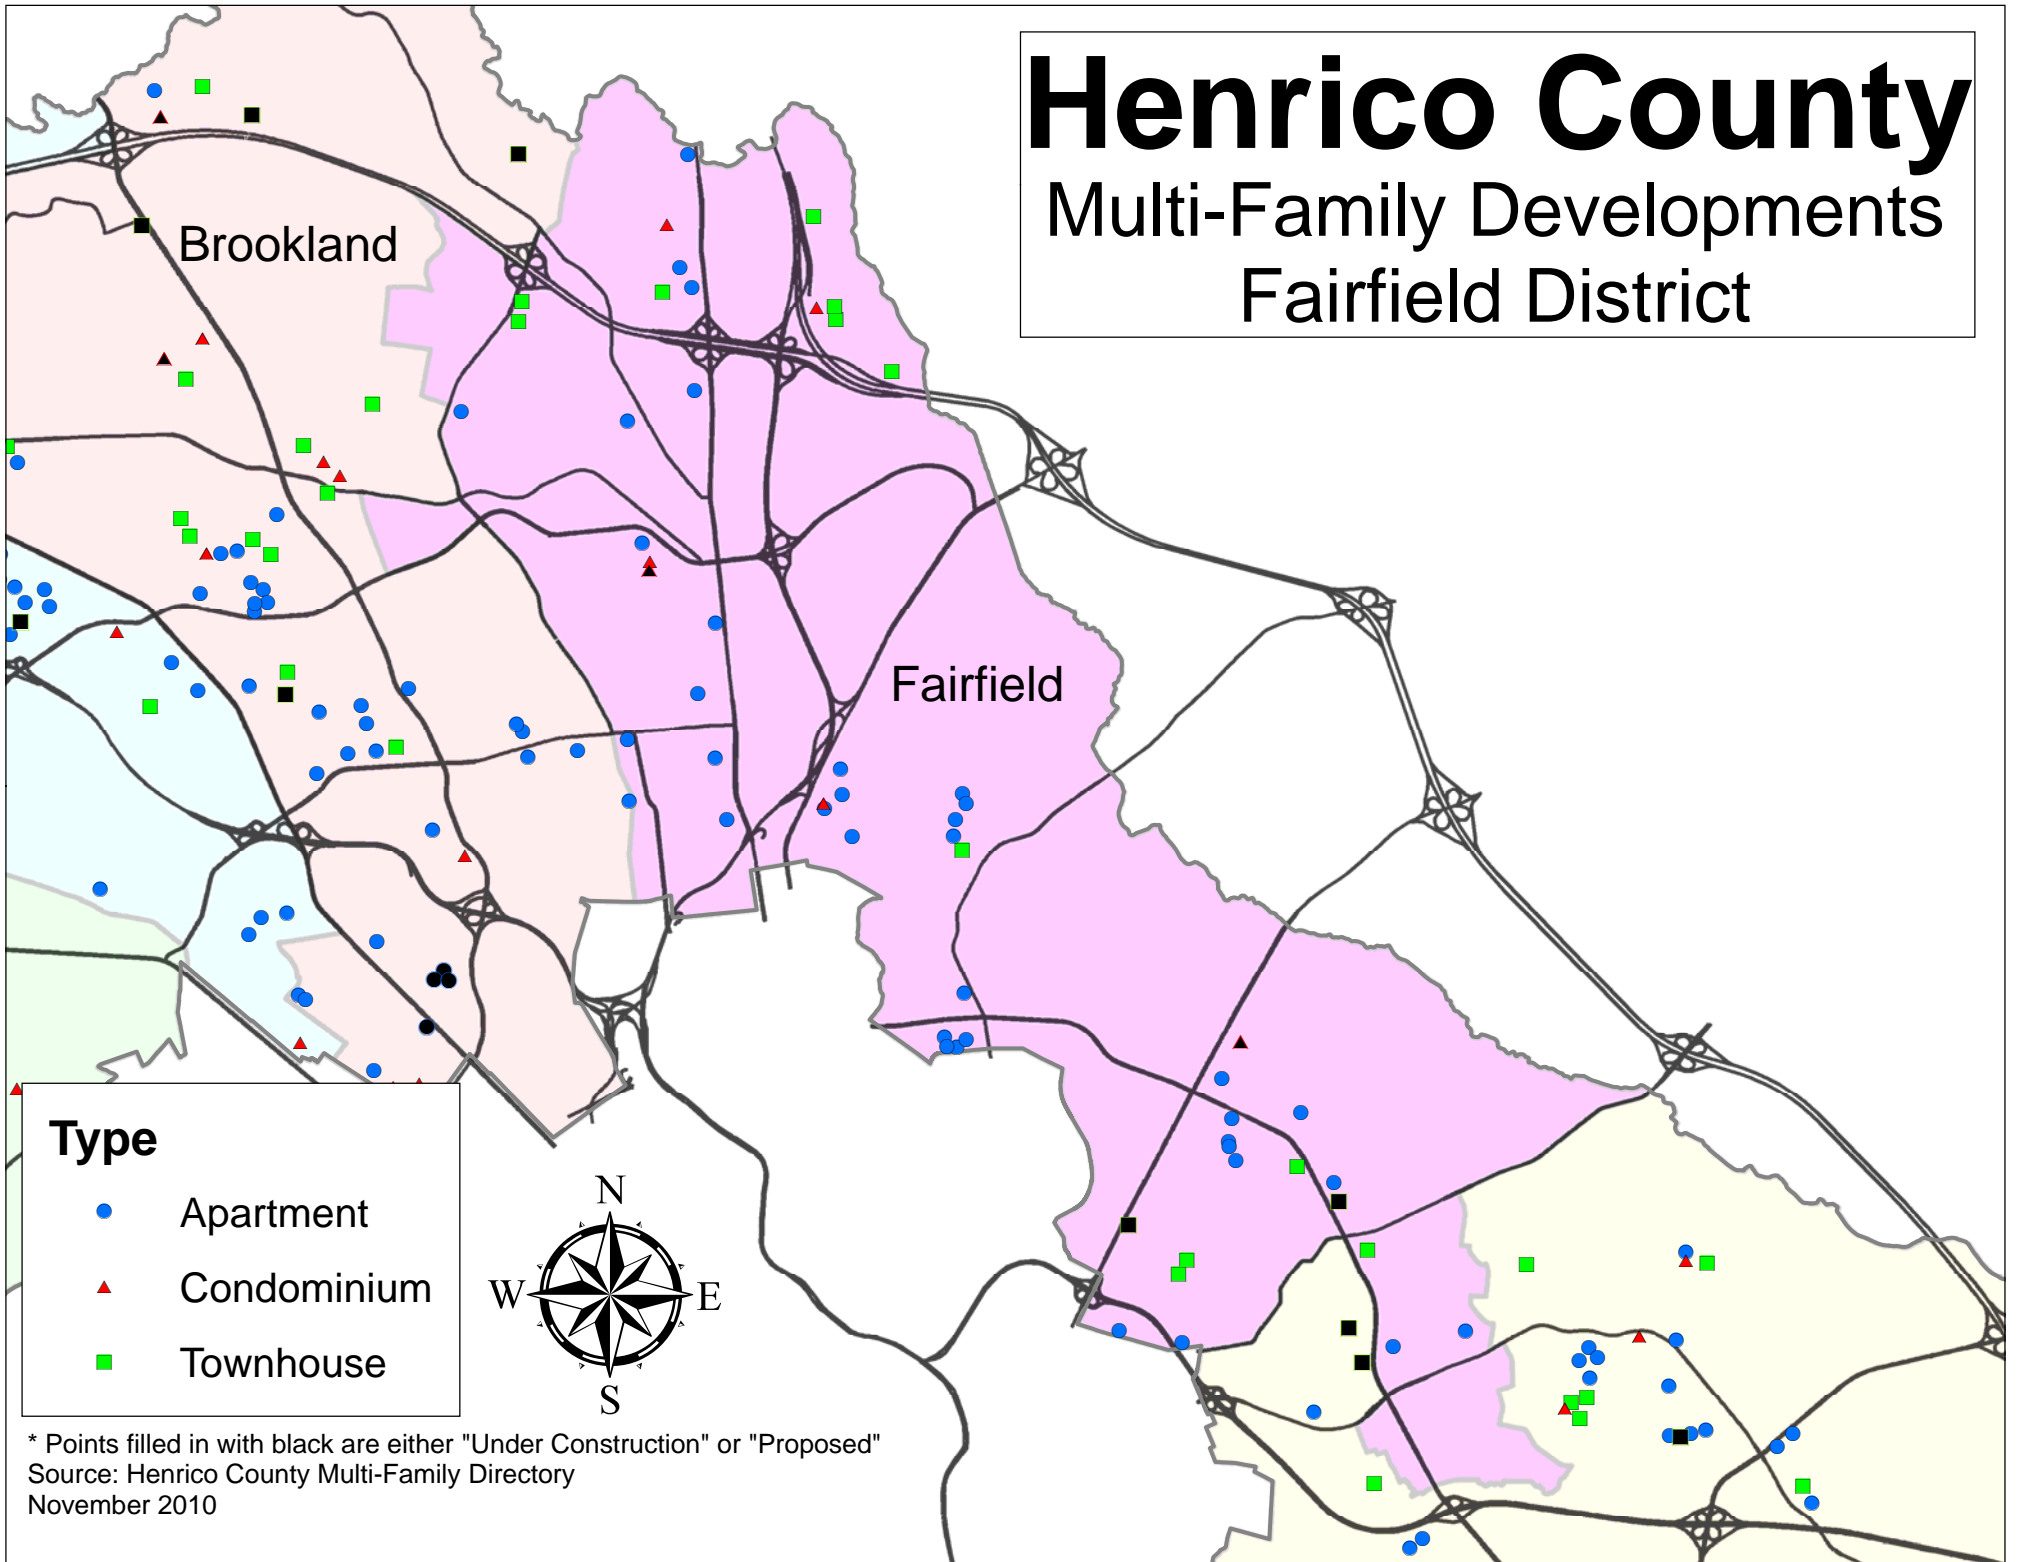 Henrico County
Multi-Family Developments
Fairfield District
Brookland
Fairfield
Type
Apartment
Condominium
Townhouse
N
W
E
S
* Points filled in with black are either "Under Construction" or "Proposed"
Source: Henrico County Multi-Family Directory
November 2010